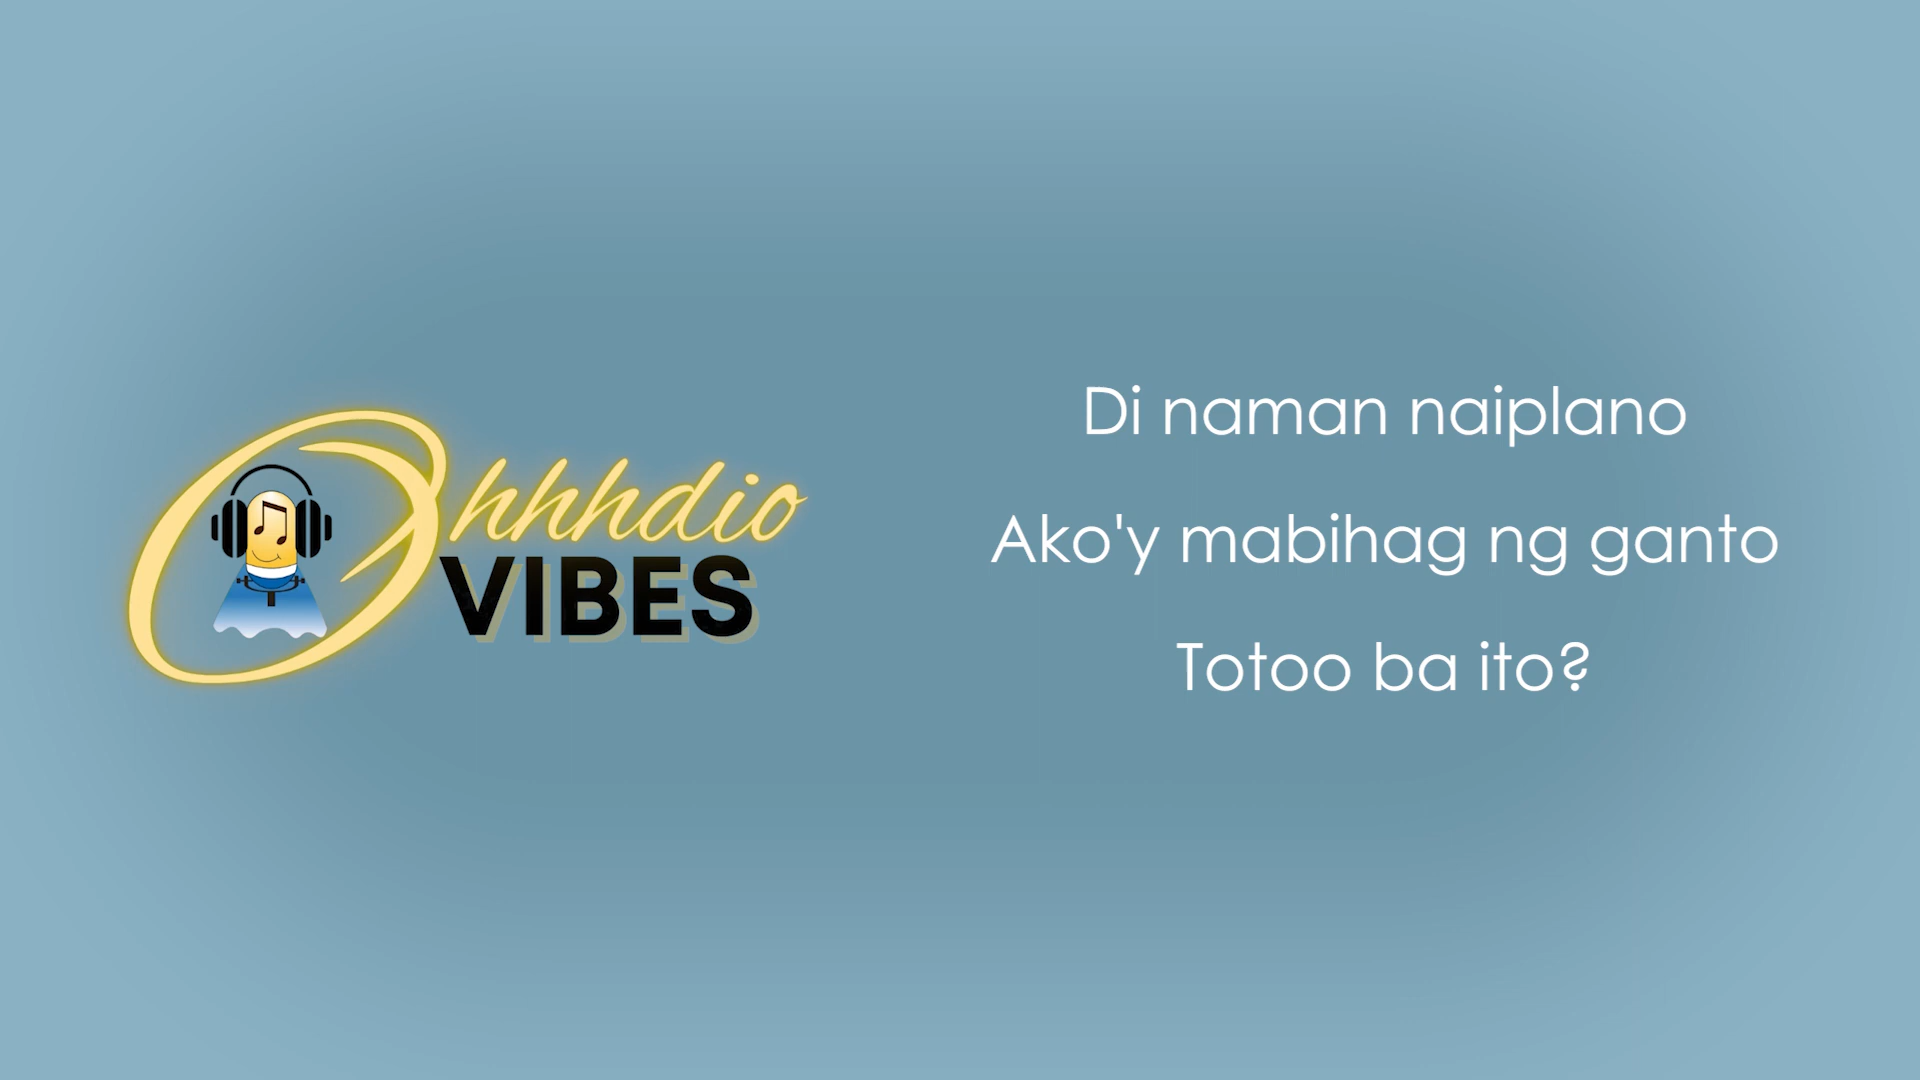 Ohhhdio
VIBES
Di naman naiplano
Ako'y mabihag ng ganto
Totoo ba ito?